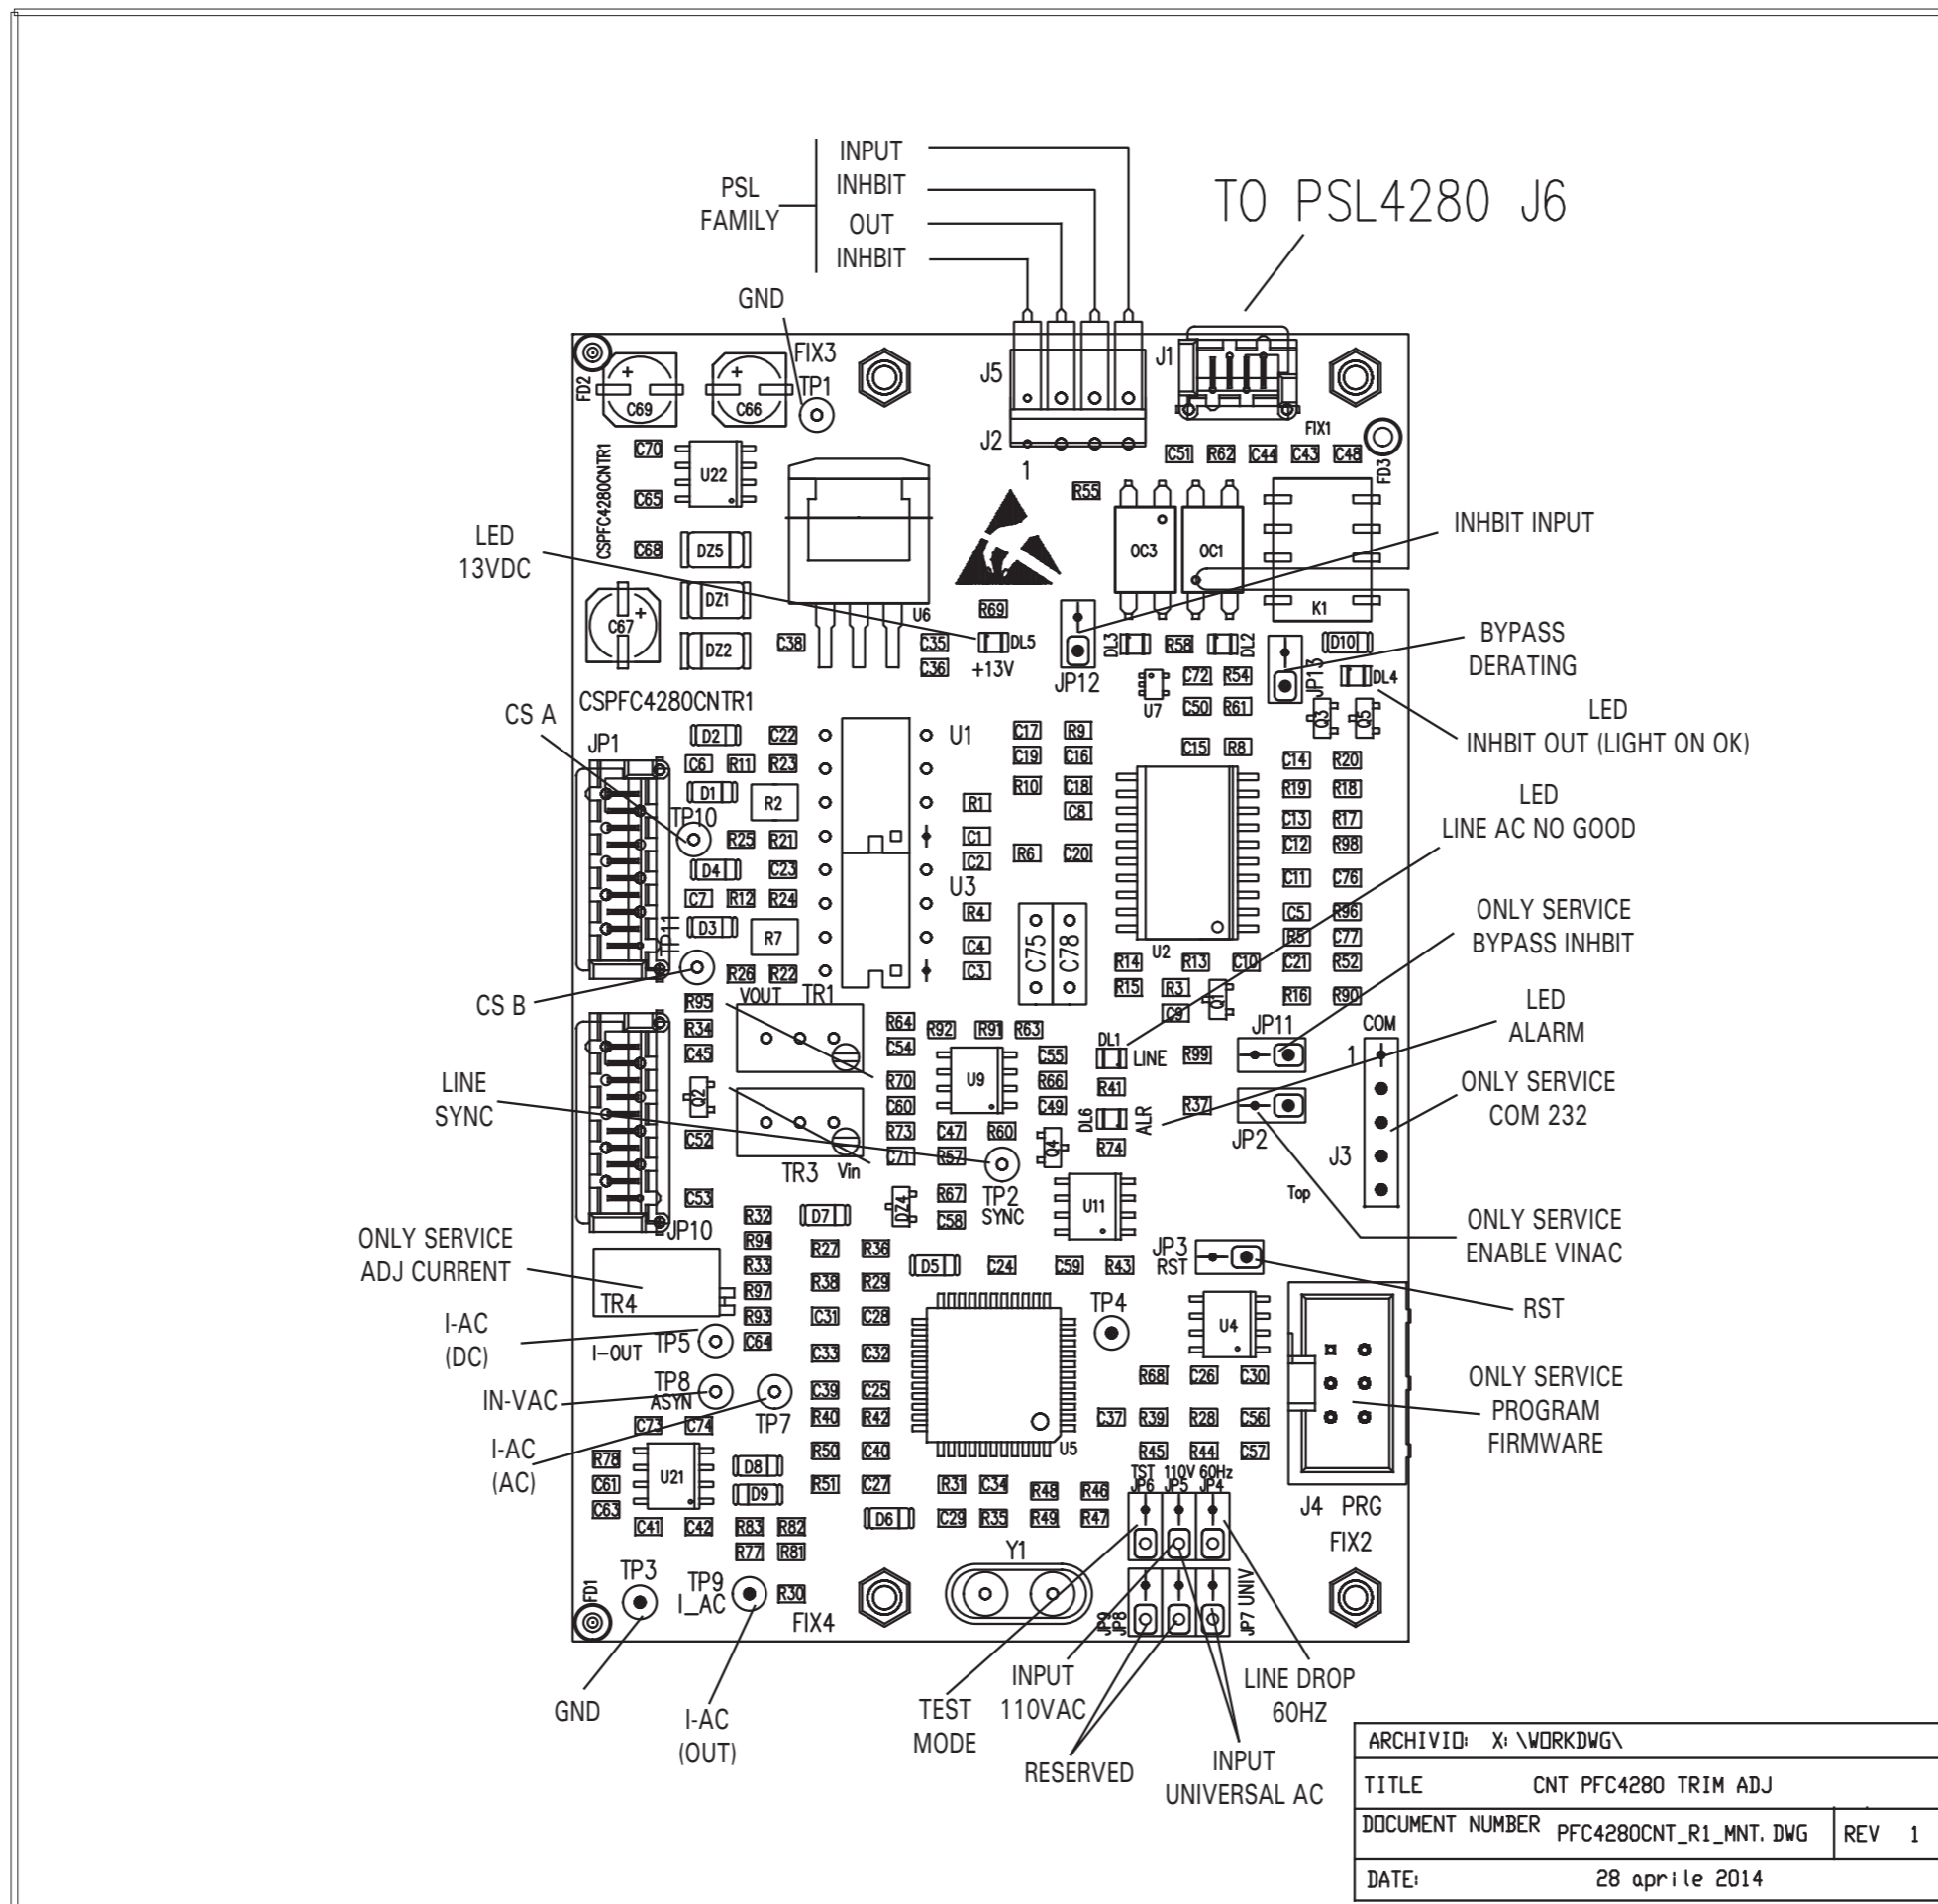 PSL
FAMILY
INPUT
INHBIT
OUT
INHBIT
TO PSL4280 J6
GND
FIX3
TP1
FD2
C69
C66
J5
J2
1
J1
FIX1
FD3
C51
R62
C44
C43
C48
C70
U22
C65
C68
CSPFC4280CNTR1
R55
OC3
OC1
K1
INHBIT INPUT
LED
13VDC
DZ5
DZ1
DZ2
C67
U6
C38
C35
C36
R69
DL5
+13V
JP12
DL3
R58
DL2
JP13
D10
DL4
BYPASS
DERATING
U7
C72
R54
C50
R61
Q3
Q5
LED
INHBIT OUT (LIGHT ON OK)
CSPFC4280CNTR1
CS A
JP1
D2
C22
U1
C17
R9
C19
C16
C15
R8
C14
R20
C6
R11
R23
D1
R2
R10
C18
R19
R18
TP10
R1
C8
C13
R17
R25
R21
C1
C12
R98
LED
LINE AC NO GOOD
D4
C23
C2
R6
C20
C11
C76
C7
R12
R24
U3
R4
C5
R96
ONLY SERVICE
BYPASS INHBIT
D3
R7
TP11
C4
C75
C78
U2
R5
C77
R26
R22
C3
R14
R13
C10
C21
R52
CS B
R95
VOUT
TR1
R15
R3
Q1
R16
R90
C9
R34
R64
R92
R91
R63
DL1
LINE
JP11
COM
LED
ALARM
C45
C54
U9
C55
R99
1
Q2
R70
R66
R41
ONLY SERVICE
COM 232
LINE
SYNC
C60
C49
DL6
ALR
R37
JP2
C52
R73
C47
R60
Q4
R74
J3
TR3
Vin
C71
R57
TP2
SYNC
U11
Top
C53
R67
DZ4
C58
JP10
R32
D7
ONLY SERVICE
ENABLE VINAC
ONLY SERVICE
ADJ CURRENT
R94
R27
R36
JP3
RST
R33
D5
C24
C59
R43
R97
R38
R29
TR4
R93
C31
C28
TP4
U4
RST
I-AC
(DC)
I-OUT
TP5
C64
C33
C32
R68
C26
C30
ONLY SERVICE
PROGRAM
FIRMWARE
IN-VAC
TP8
ASYN
TP7
C39
C25
C73
C74
R40
R42
C37
R39
R28
C56
I-AC
(AC)
R50
C40
U5
R45
R44
C57
R78
U21
D8
C61
R51
C27
R31
C34
R48
R46
TST
110V
60Hz
JP6
JP5
JP4
D9
C63
C41
C42
R83
R82
D6
C29
R35
R49
R47
J4
PRG
FIX2
R77
R81
Y1
TP3
TP9
I_AC
R30
FD1
FIX4
JP9
JP8
JP7
UNIV
GND
I-AC
(OUT)
TEST
MODE
INPUT
110VAC
RESERVED
LINE DROP
60HZ
INPUT
UNIVERSAL AC
ARCHIVIO: X:\WORKDWG\
TITLE CNT PFC4280 TRIM ADJ
DOCUMENT NUMBER PFC4280CNT_R1_MNT.DWG REV 1
DATE: 28 aprile 2014